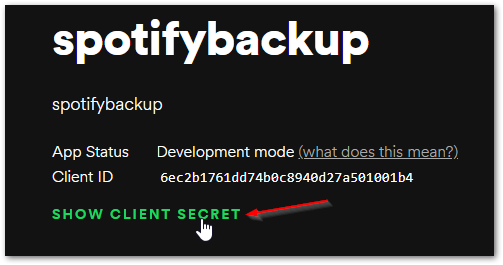 spotifybackup
spotifybackup
App Status Development mode (what does this mean?)
Client ID 6ec2b1761dd74b0c8940d27a501001b4
SHOW CLIENT SECRET